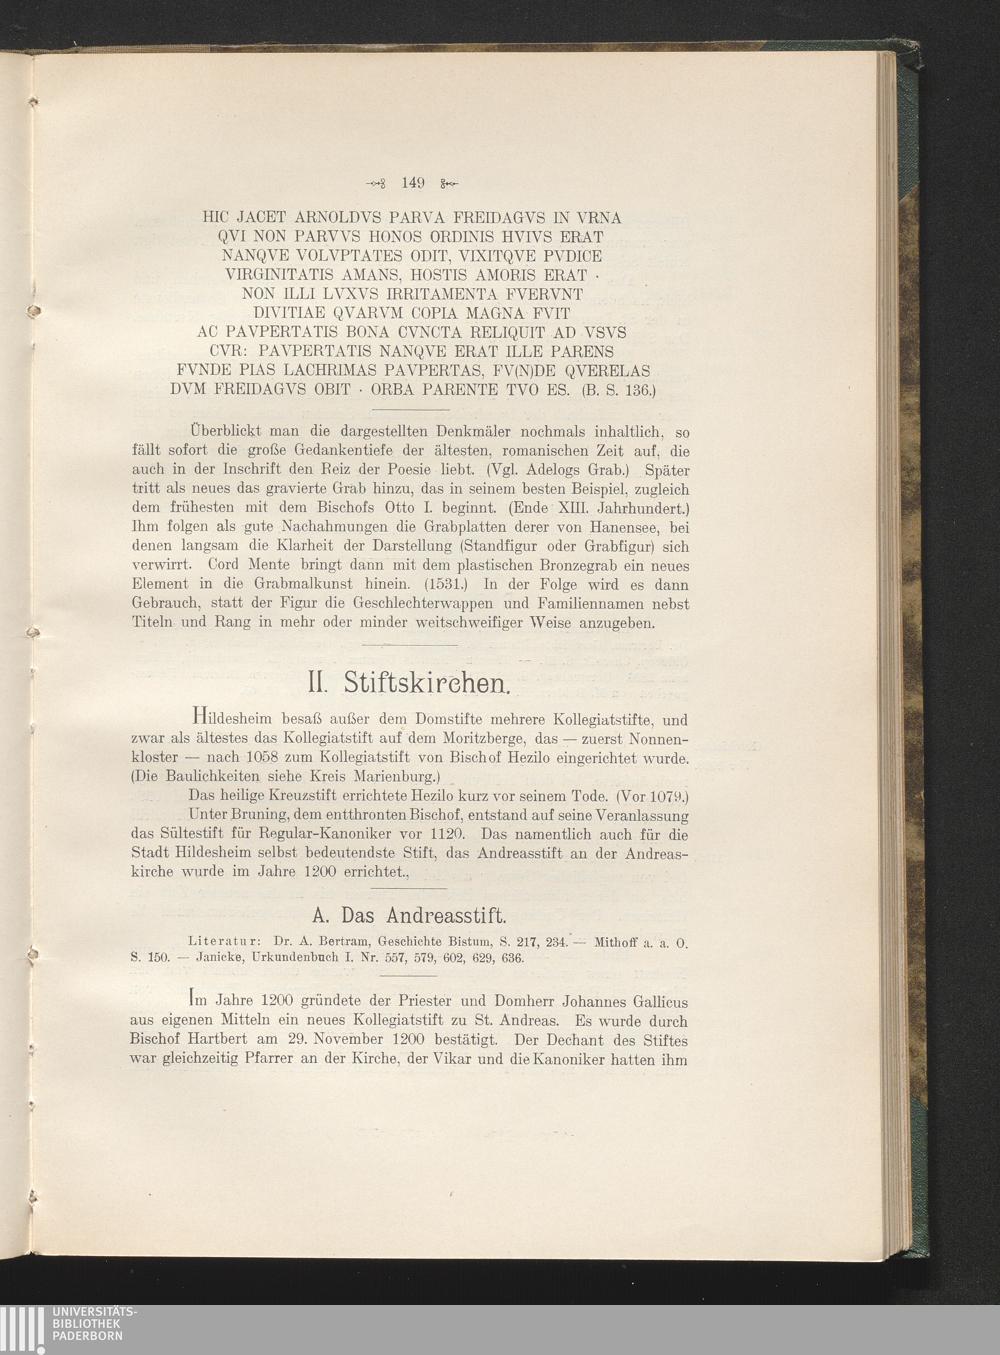 149
HIC JACET ARNOLDVS PARVA FREIDAGVS IN VRNA
QVI NON PARVVS HONOS ORDINIS HVIVS ERAT
NANQVE VOLVPTATES ODIT, VIXITQVE PVDICE
VIRGINITATIS AMANS, HOSTIS AMORIS ERAT ·
NON ILLI LVXVS IRRITAMENTA FVERVNT
DIVITIAE QVARVM COPIA MAGNA FVIT
AC PAVPERTATIS BONA CVNCTA RELIQUIT AD VSVS
CVR: PAVPERTATIS NANQVE ERAT ILLE PARENS
FVNDE PIAS LACHRIMAS PAVPERTAS, FV(N)DE QVERELAS
DVM FREIDAGVS OBIT · ORBA PARENTE TVO ES. (B. S. 136.)
Überblickt man die dargestellten Denkmäler nochmals inhaltlich, so
fällt sofort die große Gedankentiefe der ältesten, romanischen Zeit auf, die
auch in der Inschrift den Reiz der Poesie liebt. (Vgl. Adelogs Grab.) Später
tritt als neues das gravierte Grab hinzu, das in seinem besten Beispiel, zugleich
dem frühesten mit dem Bischofs Otto I. beginnt. (Ende XIII. Jahrhundert.)
Ihm folgen als gute Nachahmungen die Grabplatten derer von Hanensee, bei
denen langsam die Klarheit der Darstellung (Standfigur oder Grabfigur) sich
verwirrt. Cord Mente bringt dann mit dem plastischen Bronzegrab ein neues
Element in die Grabmalkunst hinein. (1531.) In der Folge wird es dann
Gebrauch, statt der Figur die Geschlechterwappen und Familiennamen nebst
Titeln und Rang in mehr oder minder weitschweifiger Weise anzugeben.
II. Stiftskirchen.
Hildesheim besaß außer dem Domstifte mehrere Kollegiatstifte, und
zwar als ältestes das Kollegiatstift auf dem Moritzberge, das — zuerst Nonnen-
kloster — nach 1058 zum Kollegiatstift von Bischof Hezilo eingerichtet wurde.
(Die Baulichkeiten siehe Kreis Marienburg.)
Das heilige Kreuzstift errichtete Hezilo kurz vor seinem Tode. (Vor 1079.)
Unter Bruning, dem entthronten Bischof, entstand auf seine Veranlassung
das Sültestift für Regular-Kanoniker vor 1120. Das namentlich auch für die
Stadt Hildesheim selbst bedeutendste Stift, das Andreasstift an der Andreas-
kirche wurde im Jahre 1200 errichtet.,
A. Das Andreasstift.
Literatur: Dr. A. Bertram, Geschichte Bistum, S. 217, 234. — Mithoff a. a. O.
S. 150. — Janicke, Urkundenbuch I. Nr. 557, 579, 602, 629, 636.
Im Jahre 1200 gründete der Priester und Domherr Johannes Gallicus
aus eigenen Mitteln ein neues Kollegiatstift zu St. Andreas. Es wurde durch
Bischof Hartbert am 29. November 1200 bestätigt. Der Dechant des Stiftes
war gleichzeitig Pfarrer an der Kirche, der Vikar und die Kanoniker hatten ihm
UNIVERSITÄTS-
BIBLIOTHEK
PADERBORN